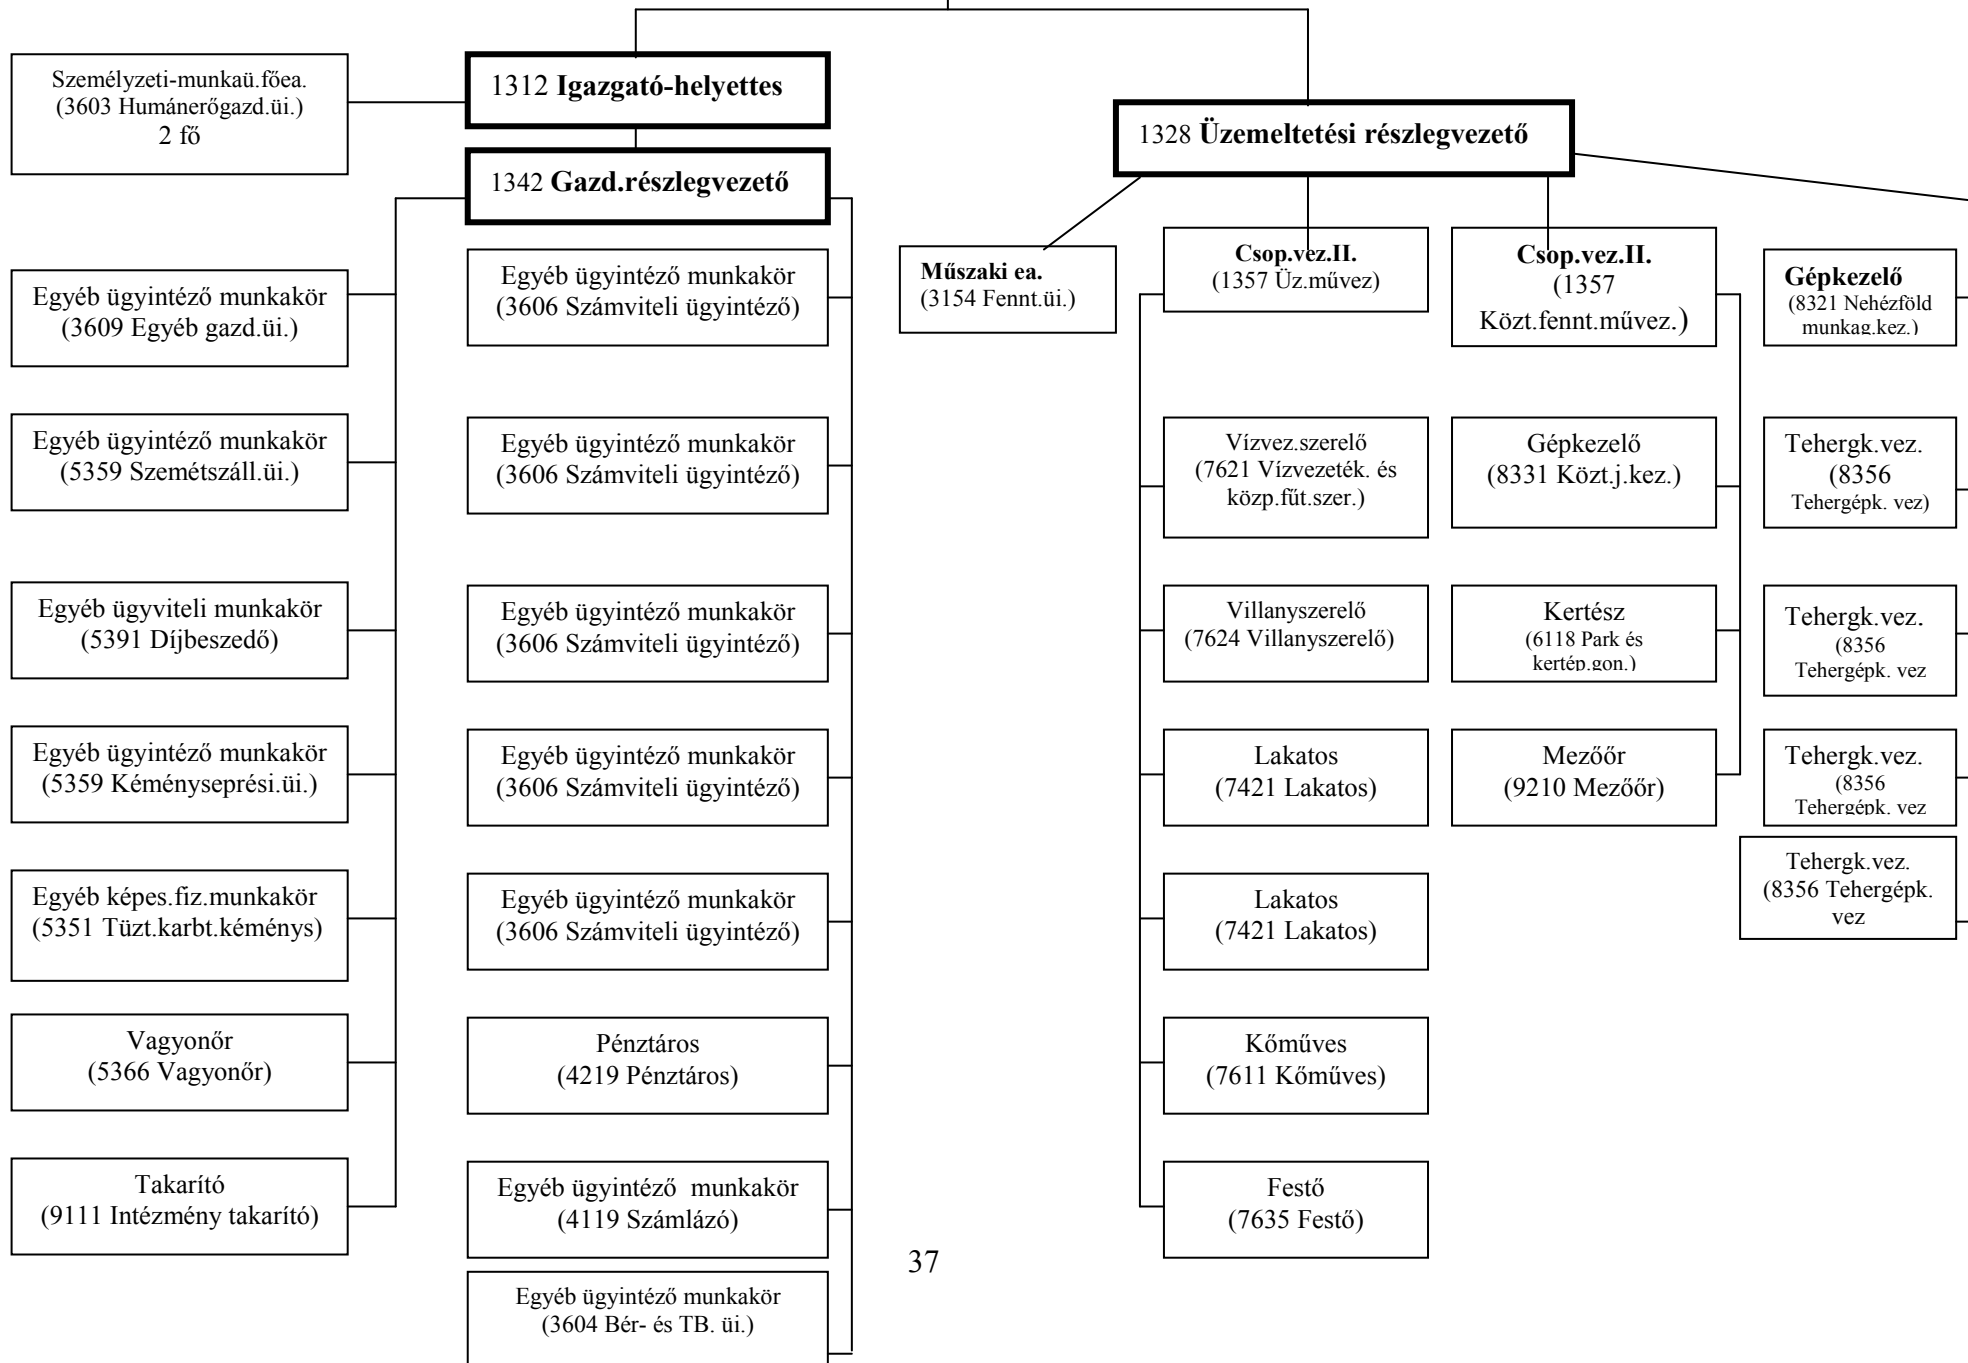 Személyzeti-munkaü.főea.
(3603 Humánerőgazd.üi.)
2 fő
1312 Igazgató-helyettes
1342 Gazd.részlegvezető
1328 Üzemeltetési részlegvezető
Egyéb ügyintéző munkakör
(3609 Egyéb gazd.üi.)
Egyéb ügyintéző munkakör
(5359 Szemétszáll.üi.)
Egyéb ügyviteli munkakör
(5391 Díjbeszedő)
Egyéb ügyintéző munkakör
(5359 Kéményseprési.üi.)
Egyéb képes.fiz.munkakör
(5351 Tüzt.karbt.kéménys)
Vagyonőr
(5366 Vagyonőr)
Takarító
(9111 Intézmény takarító)
Egyéb ügyintéző munkakör
(3606 Számviteli ügyintéző)
Egyéb ügyintéző munkakör
(3606 Számviteli ügyintéző)
Egyéb ügyintéző munkakör
(3606 Számviteli ügyintéző)
Egyéb ügyintéző munkakör
(3606 Számviteli ügyintéző)
Egyéb ügyintéző munkakör
(3606 Számviteli ügyintéző)
Pénztáros
(4219 Pénztáros)
Egyéb ügyintéző  munkakör
(4119 Számlázó)
Egyéb ügyintéző munkakör
(3604 Bér- és TB. üi.)
Műszaki ea.
(3154 Fennt.üi.)
Csop.vez.II.
(1357 Üz.művez)
Vízvez.szerelő
(7621 Vízvezeték. és
közp.fűt.szer.)
Villanyszerelő
(7624 Villanyszerelő)
Lakatos
(7421 Lakatos)
Lakatos
(7421 Lakatos)
Kőműves
(7611 Kőműves)
Festő
(7635 Festő)
Csop.vez.II.
(1357
Közt.fennt.művez.)
Gépkezelő
(8331 Közt.j.kez.)
Kertész
(6118 Park és
kertép.gon.)
Mezőőr
(9210 Mezőőr)
Gépkezelő
(8321 Nehézföld
munkag.kez.)
Tehergk.vez.
(8356
Tehergépk. vez)
Tehergk.vez.
(8356
Tehergépk. vez
Tehergk.vez.
(8356
Tehergépk. vez
Tehergk.vez.
(8356 Tehergépk.
vez
37